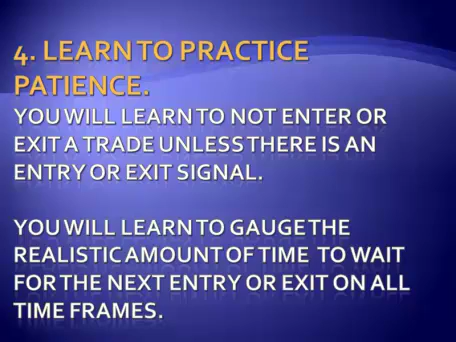 4. LEARN TO PRACTICE
PATIENCE.
YOU WILL LEARN TO NOT ENTER OR
EXIT A TRADE UNLESS THERE IS AN
ENTRY OR EXIT SIGNAL.
YOU WILL LEARN TO GAUGE THE
REALISTIC AMOUNT OF TIME TO WAIT
FOR THE NEXT ENTRY OR EXIT ON ALL
TIME FRAMES.